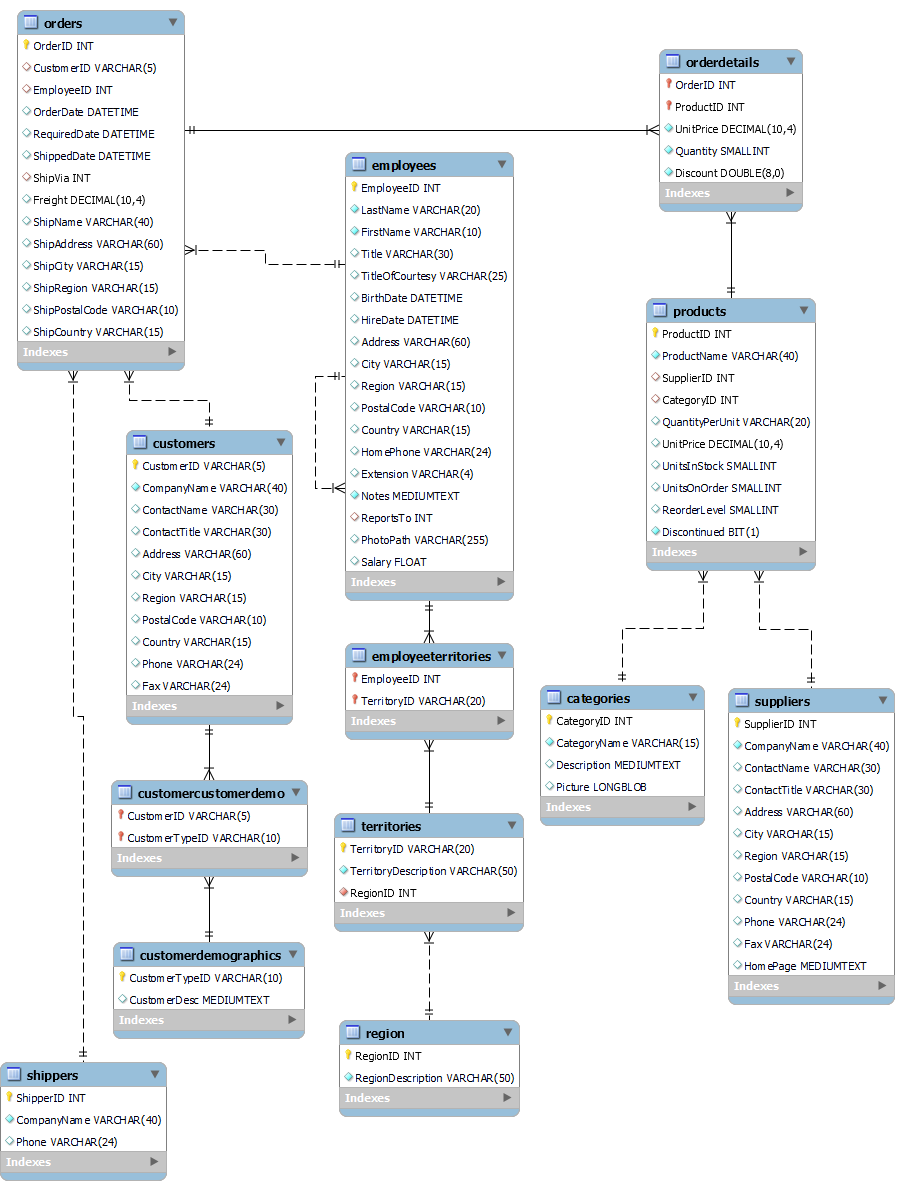 orders
OrderID INT
CustomerID VARCHAR(5)
EmployeeID INT
OrderDate DATETIME
RequiredDate DATETIME
ShippedDate DATETIME
ShipVia INT
Freight DECIMAL(10,4)
ShipName VARCHAR(40)
ShipAddress VARCHAR(60)
ShipCity VARCHAR(15)
ShipRegion VARCHAR(15)
ShipPostalCode VARCHAR(10)
ShipCountry VARCHAR(15)
Indexes
orderdetails
OrderID INT
ProductID INT
UnitPrice DECIMAL(10,4)
Quantity SMALLINT
Discount DOUBLE(8,0)
Indexes
employees
EmployeeID INT
LastName VARCHAR(20)
FirstName VARCHAR(10)
Title VARCHAR(30)
TitleOfCourtesy VARCHAR(25)
BirthDate DATETIME
HireDate DATETIME
Address VARCHAR(60)
City VARCHAR(15)
Region VARCHAR(15)
PostalCode VARCHAR(10)
Country VARCHAR(15)
HomePhone VARCHAR(24)
Extension VARCHAR(4)
Notes MEDIUMTEXT
ReportsTo INT
PhotoPath VARCHAR(255)
Salary FLOAT
Indexes
products
ProductID INT
ProductName VARCHAR(40)
SupplierID INT
CategoryID INT
QuantityPerUnit VARCHAR(20)
UnitPrice DECIMAL(10,4)
UnitsInStock SMALLINT
UnitsOnOrder SMALLINT
ReorderLevel SMALLINT
Discontinued BIT(1)
Indexes
customers
CustomerID VARCHAR(5)
CompanyName VARCHAR(40)
ContactName VARCHAR(30)
ContactTitle VARCHAR(30)
Address VARCHAR(60)
City VARCHAR(15)
Region VARCHAR(15)
PostalCode VARCHAR(10)
Country VARCHAR(15)
Phone VARCHAR(24)
Fax VARCHAR(24)
Indexes
employeeterritories
EmployeeID INT
TerritoryID VARCHAR(20)
Indexes
categories
CategoryID INT
CategoryName VARCHAR(15)
Description MEDIUMTEXT
Picture LONGBLOB
Indexes
suppliers
SupplierID INT
CompanyName VARCHAR(40)
ContactName VARCHAR(30)
ContactTitle VARCHAR(30)
Address VARCHAR(60)
City VARCHAR(15)
Region VARCHAR(15)
PostalCode VARCHAR(10)
Country VARCHAR(15)
Phone VARCHAR(24)
Fax VARCHAR(24)
HomePage MEDIUMTEXT
Indexes
customercustomerdemo
CustomerID VARCHAR(5)
CustomerTypeID VARCHAR(10)
Indexes
territories
TerritoryID VARCHAR(20)
TerritoryDescription VARCHAR(50)
RegionID INT
Indexes
customerdemographics
CustomerTypeID VARCHAR(10)
CustomerDesc MEDIUMTEXT
Indexes
region
RegionID INT
RegionDescription VARCHAR(50)
Indexes
shippers
ShipperID INT
CompanyName VARCHAR(40)
Phone VARCHAR(24)
Indexes